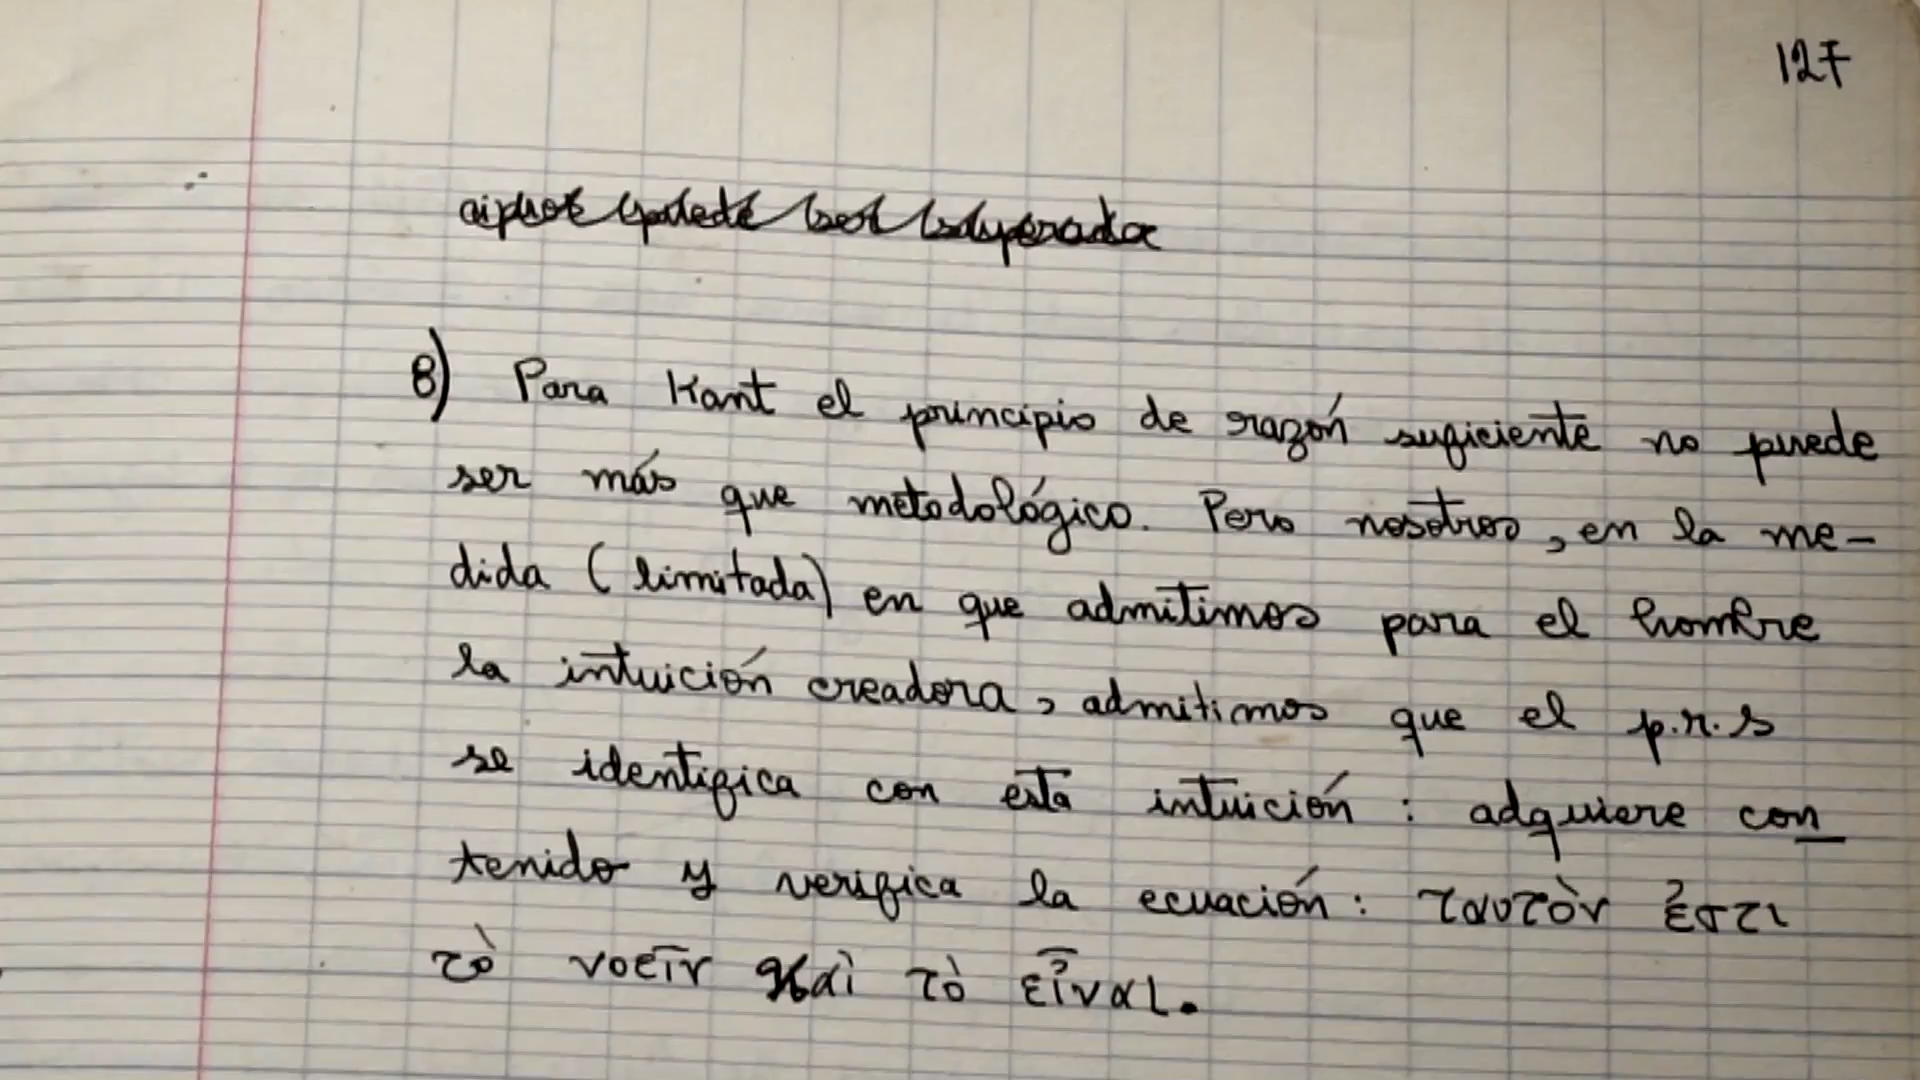 127
8) Para Kant el principio de razón suficiente no puede
ser más que metodológico. Pero nosotros, en la me-
dida (limitada) en que admitimos para el hombre
la intuición creadora, admitimos que el p.r.s
se identifica con esta intuición: adquiere con
tenido y verifica la ecuación: ταυτὸν ἐστι
τὸ νοεῖν καὶ τὸ εἶναι.